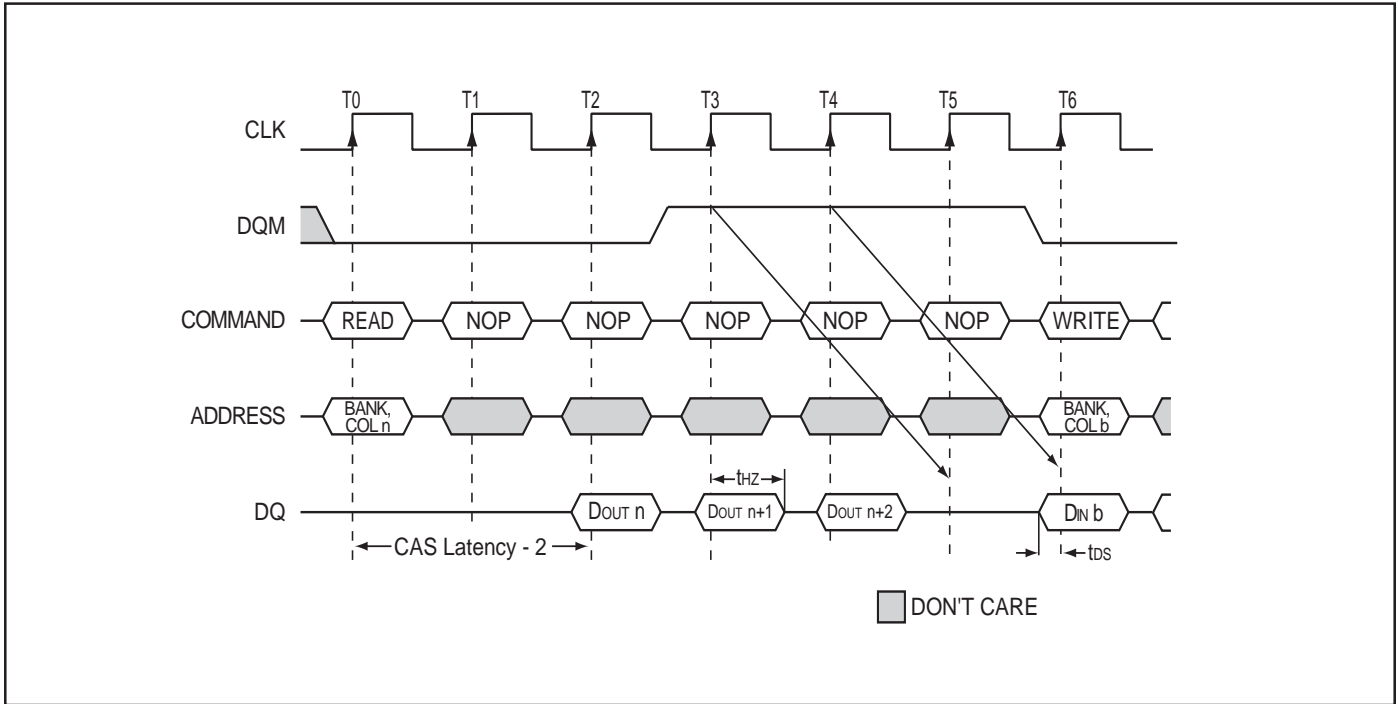 T0 T1 T2 T3 T4 T5 T6
CLK
DQM
COMMAND READ NOP NOP NOP NOP NOP WRITE
ADDRESS BANK, COL n BANK, COL b
tHZ
DQ DOUT n DOUT n+1 DOUT n+2 DIN b
CAS Latency - 2 tDS
DON'T CARE